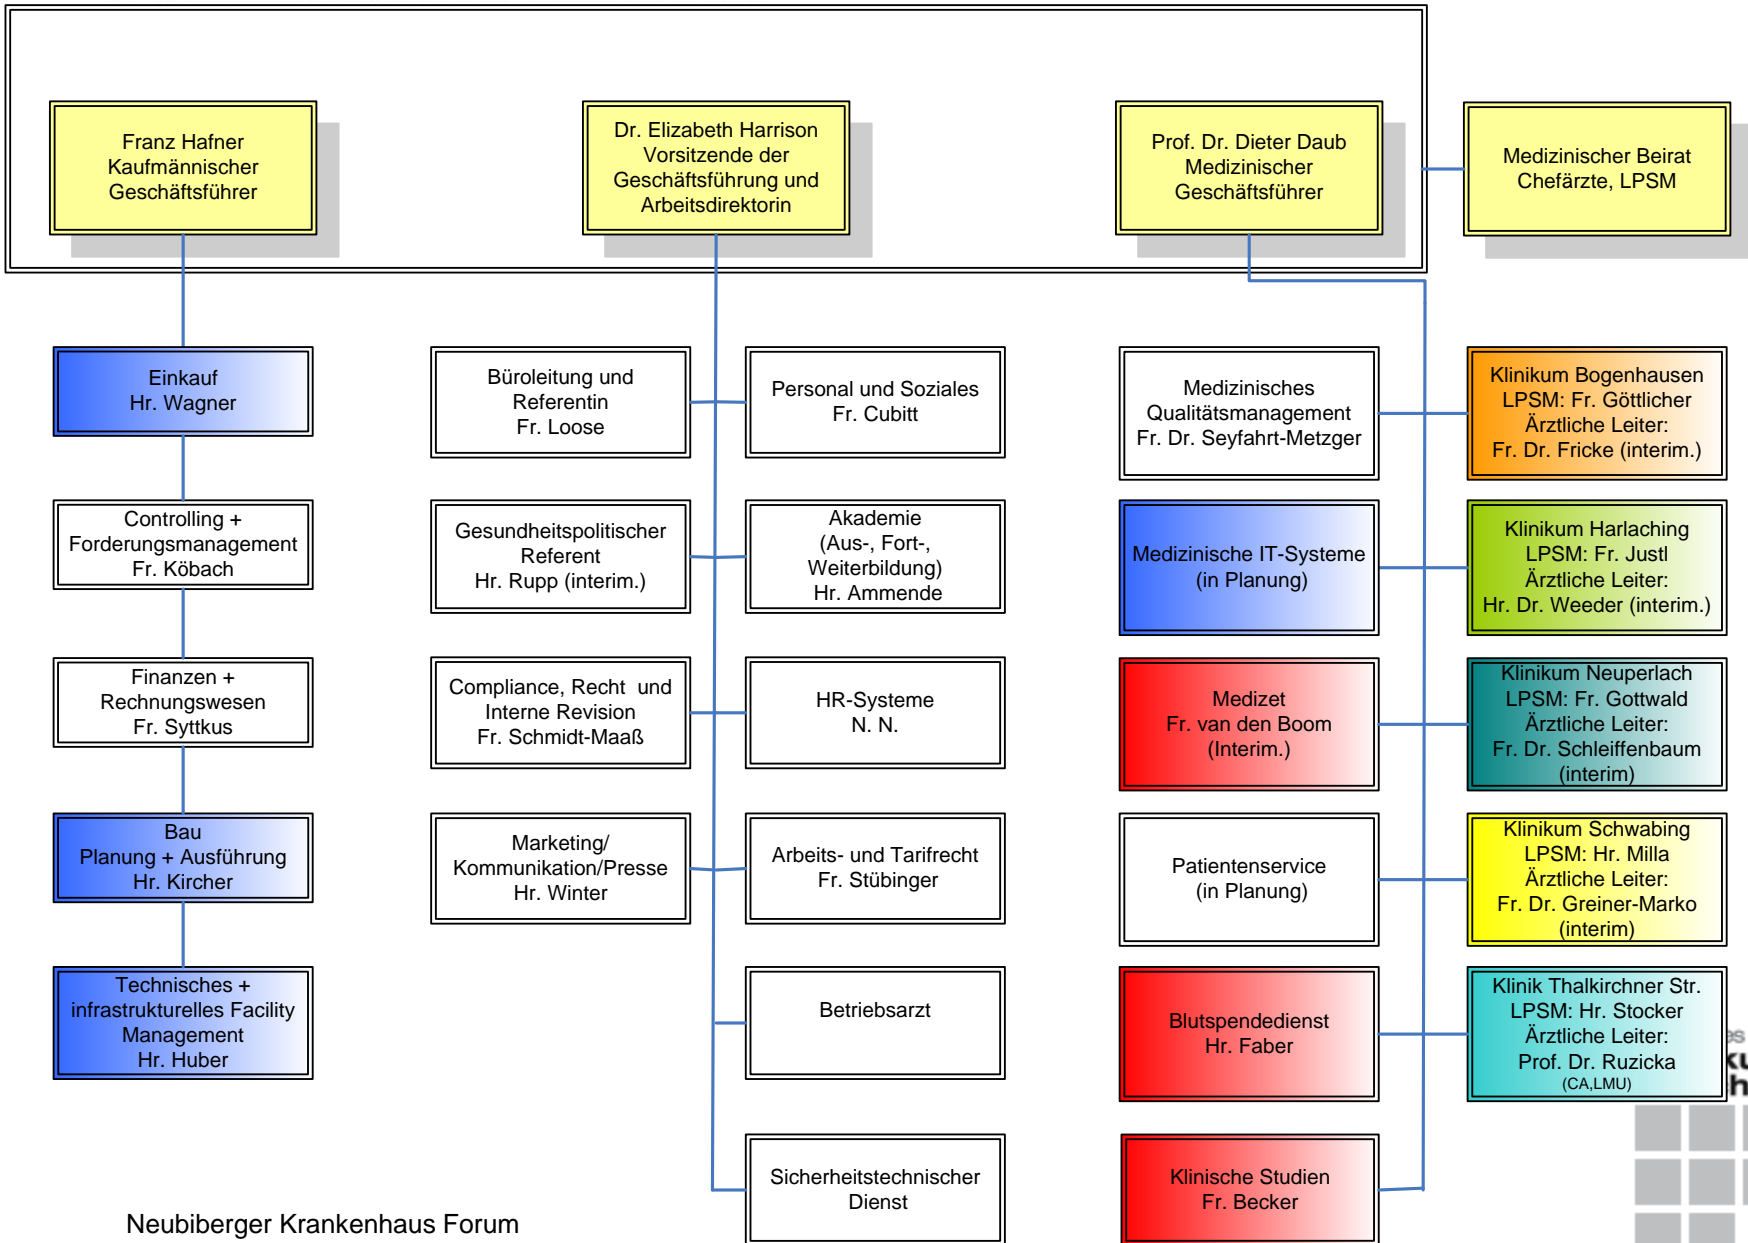 Franz Hafner
Kaufmännischer
Geschäftsführer
Dr. Elizabeth Harrison
Vorsitzende der
Geschäftsführung und
Arbeitsdirektorin
Prof. Dr. Dieter Daub
Medizinischer
Geschäftsführer
Medizinischer Beirat
Chefärzte, LPSM
Einkauf
Hr. Wagner
Controlling +
Forderungsmanagement
Fr. Köbach
Finanzen +
Rechnungswesen
Fr. Syttkus
Bau
Planung + Ausführung
Hr. Kircher
Technisches +
infrastrukturelles Facility
Management
Hr. Huber
Büroleitung und
Referentin
Fr. Loose
Gesundheitspolitischer
Referent
Hr. Rupp (interim.)
Compliance, Recht und
Interne Revision
Fr. Schmidt-Maaß
Marketing/
Kommunikation/Presse
Hr. Winter
Personal und Soziales
Fr. Cubitt
Akademie
(Aus-, Fort-,
Weiterbildung)
Hr. Ammende
HR-Systeme
N. N.
Arbeits- und Tarifrecht
Fr. Stübinger
Betriebsarzt
Sicherheitstechnischer
Dienst
Medizinisches
Qualitätsmanagement
Fr. Dr. Seyfahrt-Metzger
Medizinische IT-Systeme
(in Planung)
Medizet
Fr. van den Boom
(Interim.)
Patientenservice
(in Planung)
Blutspendedienst
Hr. Faber
Klinische Studien
Fr. Becker
Klinikum Bogenhausen
LPSM: Fr. Göttlicher
Ärztliche Leiter:
Fr. Dr. Fricke (interim.)
Klinikum Harlaching
LPSM: Fr. Justl
Ärztliche Leiter:
Hr. Dr. Weeder (interim.)
Klinikum Neuperlach
LPSM: Fr. Gottwald
Ärztliche Leiter:
Fr. Dr. Schleiffenbaum
(interim)
Klinikum Schwabing
LPSM: Hr. Milla
Ärztliche Leiter:
Fr. Dr. Greiner-Marko
(interim)
Klinik Thalkirchner Str.
LPSM: Hr. Stocker
Ärztliche Leiter:
Prof. Dr. Ruzicka
(CA,LMU)
Neubiberger Krankenhaus Forum